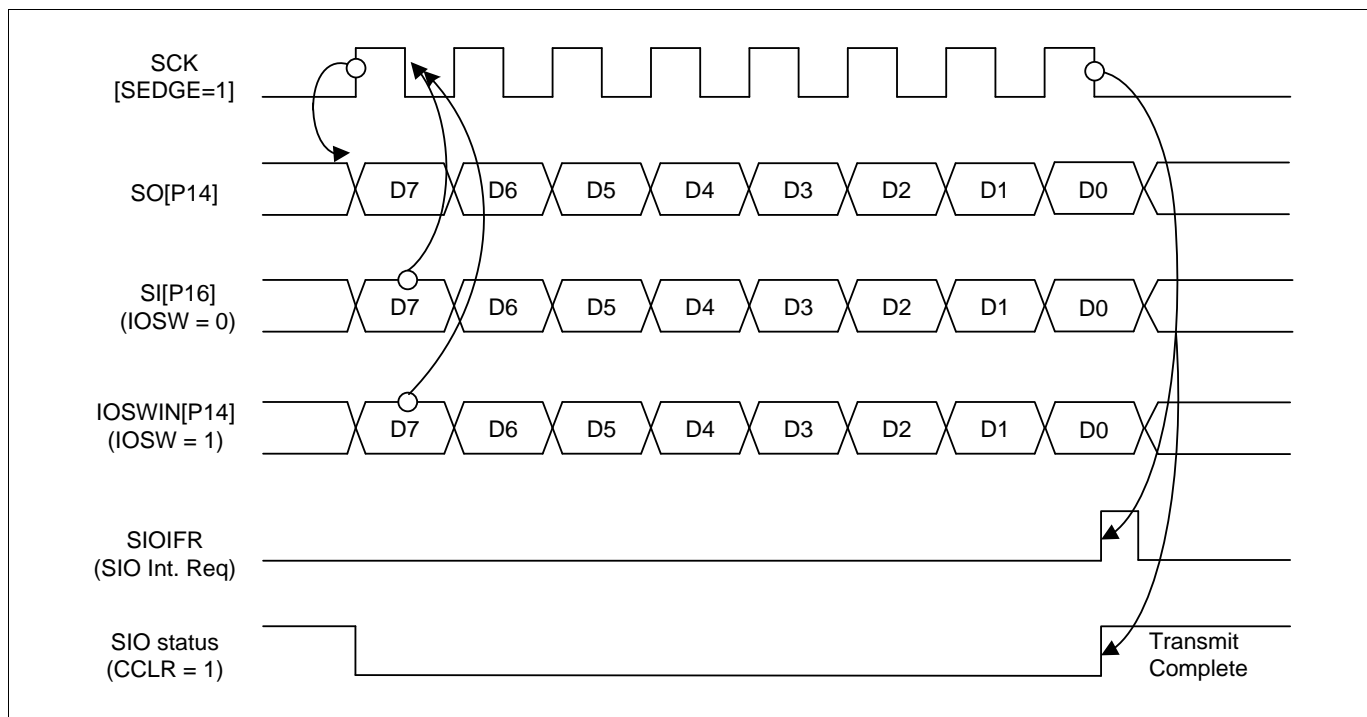 SCK
[SEDGE=1]
SO[P14]
D7 D6 D5 D4 D3 D2 D1 D0
SI[P16]
(IOSW = 0)
D7 D6 D5 D4 D3 D2 D1 D0
IOSWIN[P14]
(IOSW = 1)
D7 D6 D5 D4 D3 D2 D1 D0
SIOIFR
(SIO Int. Req)
SIO status
(CCLR = 1)
Transmit
Complete